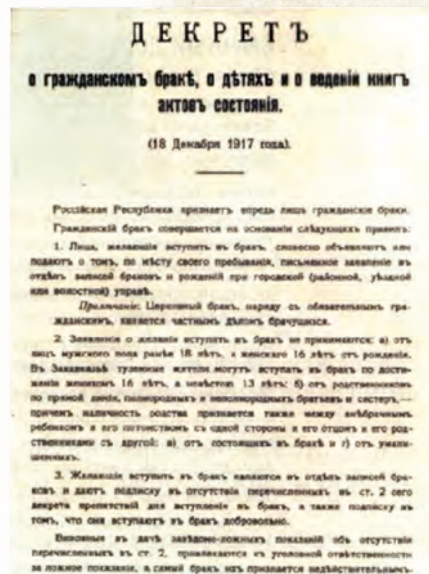 ДЕКРЕТЪ
о гражданскомъ бракѣ, о дѣтяхъ и о веденіи книгъ
актовъ состоянія.
(18 Декабря 1917 года).
Россійская Республика признаетъ впредь лишь гражданскіе браки.
Гражданскій бракъ совершается на основаніи слѣдующихъ правилъ:
1. Лица, желающія вступить въ бракъ, словесно объявляютъ или
подаютъ о томъ, по мѣсту своего пребыванія, письменное заявленіе въ
отдѣлъ записей браковъ и рожденій при городской (районной, уѣздной
или волостной) управѣ.
Примѣчаніе: Церковный бракъ, наряду съ обязательнымъ гра-
жданскимъ, является частнымъ дѣломъ брачущихся.
2. Заявленія о желаніи вступить въ бракъ не принимаются: а) отъ
лицъ мужского пола ранѣе 18 лѣтъ, а женскаго 16 лѣтъ отъ рожденія.
Въ Закавказьѣ туземные жители могутъ вступать въ бракъ по дости-
женіи женихомъ 16 лѣтъ, а невѣстою 13 лѣтъ: б) отъ родственниковъ
по прямой линіи, полнородныхъ и неполнородныхъ братьевъ и сестеръ,—
причемъ наличность родства признается также между внѣбрачнымъ
ребенкомъ и его потомствомъ съ одной стороны и его отцомъ и его род-
ственниками съ другой: в) отъ состоящихъ въ бракѣ и г) отъ умали-
шенныхъ.
3. Желающіе вступить въ бракъ являются въ отдѣлъ записей бра-
ковъ и даютъ подписку въ отсутствіи перечисленныхъ въ ст. 2 сего
декрета препятствій для вступленія въ бракъ, а также подписку въ
томъ, что они вступаютъ въ бракъ добровольно.
Виновные въ дачѣ завѣдомо-ложныхъ показаній объ отсутствіи
перечисленныхъ въ ст. 2, привлекаются къ уголовной отвѣтственности
за ложное показаніе, а самый бракъ ихъ признается недѣйствительнымъ.